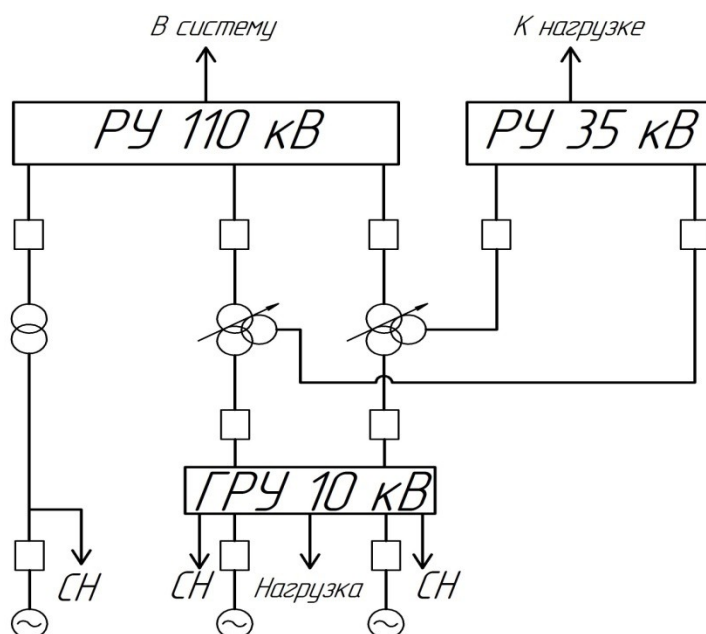 В систему
К нагрузке
РУ 110 кВ
РУ 35 кВ
ГРУ 10 кВ
СН
СН
Нагрузка
СН